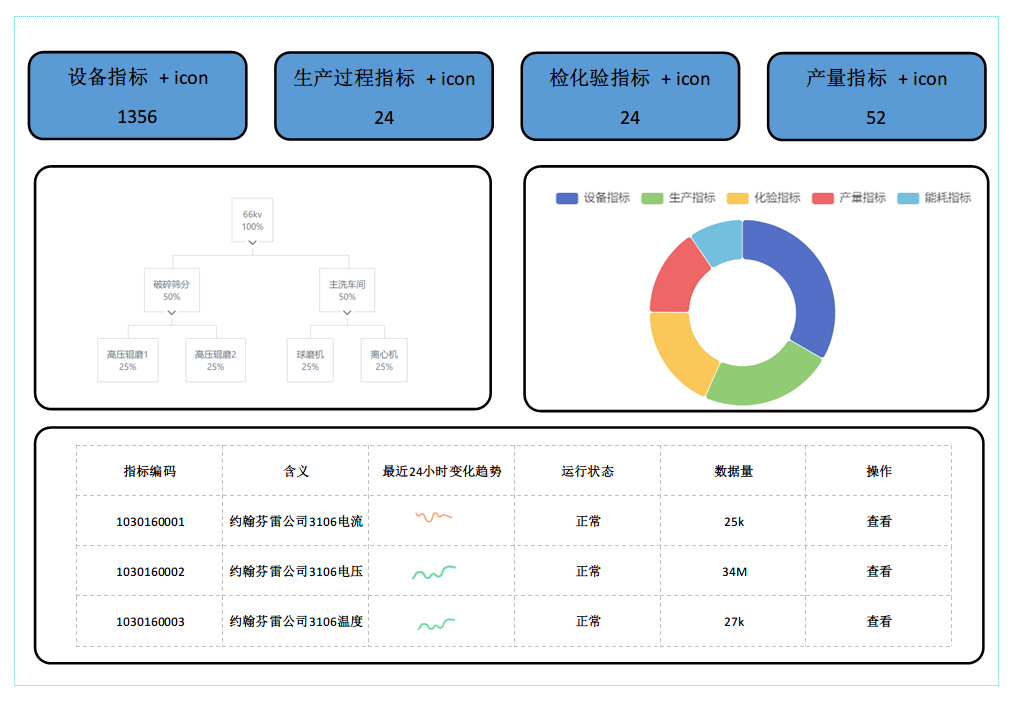 设备指标 + icon
1356
生产过程指标 + icon
24
检化验指标 + icon
24
产量指标 + icon
52
66kv
100%
破碎筛分
50%
主洗车间
50%
高压辊磨1
25%
高压辊磨2
25%
球磨机
25%
离心机
25%
设备指标 生产指标 化验指标 产量指标 能耗指标
指标编码 含义 最近24小时变化趋势 运行状态 数据量 操作
1030160001 约翰芬雷公司3106电流 正常 25k 查看
1030160002 约翰芬雷公司3106电压 正常 34M 查看
1030160003 约翰芬雷公司3106温度 正常 27k 查看